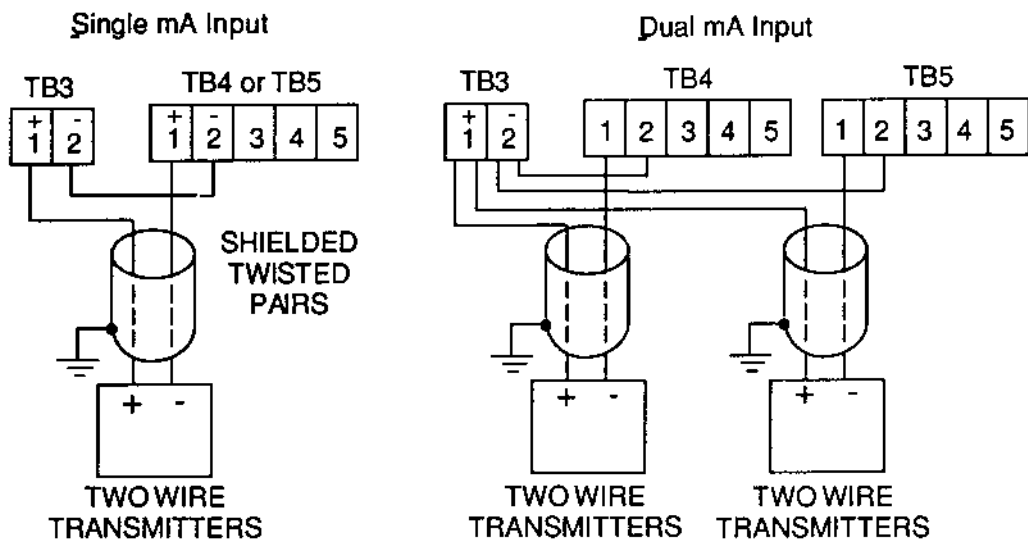 Single mA Input
TB3
TB4 or TB5
+ -
1 2
+ -
1 2 3 4 5
SHIELDED
TWISTED
PAIRS
+ -
TWO WIRE
TRANSMITTERS
Dual mA Input
TB3
TB4
TB5
+ -
1 2
1 2 3 4 5
1 2 3 4 5
+ -
TWO WIRE
TRANSMITTERS
+ -
TWO WIRE
TRANSMITTERS